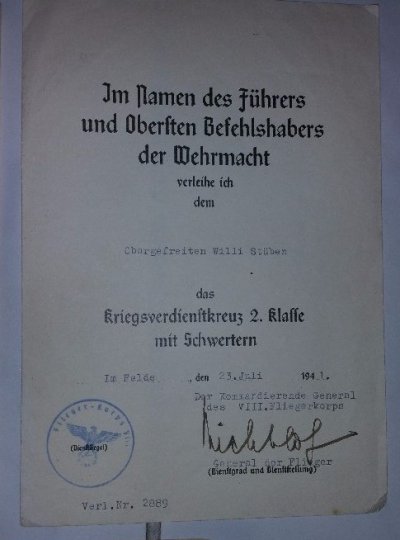 Im Namen des Führers
und Obersten Befehlshabers
der Wehrmacht
verleihe ich
dem
Obergefreiten Willi Stüben
das
Kriegsverdienstkreuz 2. Klasse
mit Schwertern
Im Felde , den 23. Juli 1941.
Der Kommandierende General
des VIII.Fliegerkorps
General der Flieger
(Dienstgrad und Dienststellung)
(Dienstsiegel)
Verl.Nr. 2889